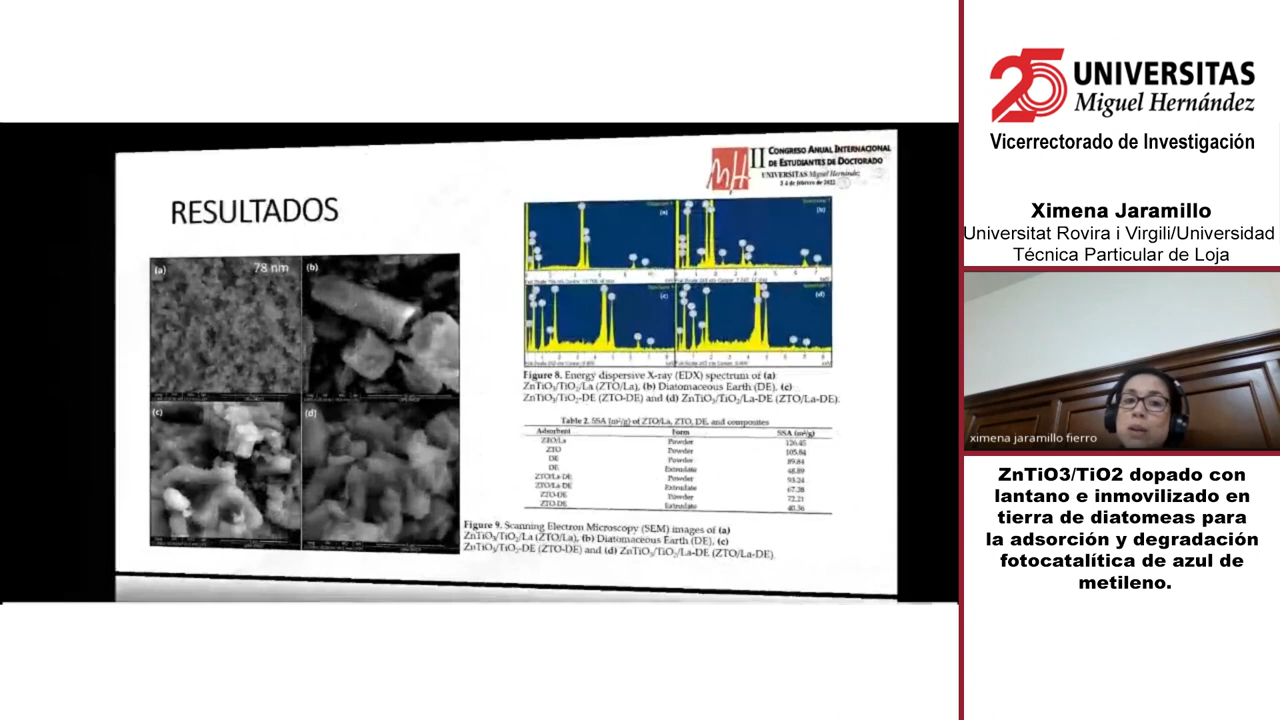 II CONGRESO ANUAL INTERNACIONAL
DE ESTUDIANTES DE DOCTORADO
UNIVERSITAS Miguel Hernández
RESULTADOS
(a)
78 nm
(b)
(c)
(d)
(a)
(b)
(c)
(d)
Figure 8. Energy dispersive X-ray (EDX) spectrum of (a)
ZnTiO3/TiO2/La (ZTO/La), (b) Diatomaceous Earth (DE). (c)
ZnTiO3/TiO2-DE (ZTO-DE) and (d) ZnTiO3/TiO2/La-DE (ZTO/La-DE).
Table 2. SSA (m²/g) of ZTO/La, ZTO, DE, and composites
Adsorbent Form SSA (m²/g)
ZTO/La Powder 126.45
ZTO Powder 105.84
DE Powder 89.84
DE Extrudate 48.89
ZTO/La-DE Powder 93.24
ZTO/La-DE Extrudate 67.28
ZTO-DE Powder 72.21
ZTO-DE Extrudate 40.36
Figure 9. Scanning Electron Microscopy (SEM) images of (a)
ZnTiO3/TiO2/La (ZTO/La), (b) Diatomaceous Earth (DE). (c)
ZnTiO3/TiO2-DE (ZTO-DE) and (d) ZnTiO3/TiO2/La-DE (ZTO/La-DE).
25 UNIVERSITAS
Miguel Hernández
Vicerrectorado de Investigación
Ximena Jaramillo
Universitat Rovira i Virgili/Universidad
Técnica Particular de Loja
ximena jaramillo fierro
ZnTiO3/TiO2 dopado con
lantano e inmovilizado en
tierra de diatomeas para
la adsorción y degradación
fotocatalítica de azul de
metileno.